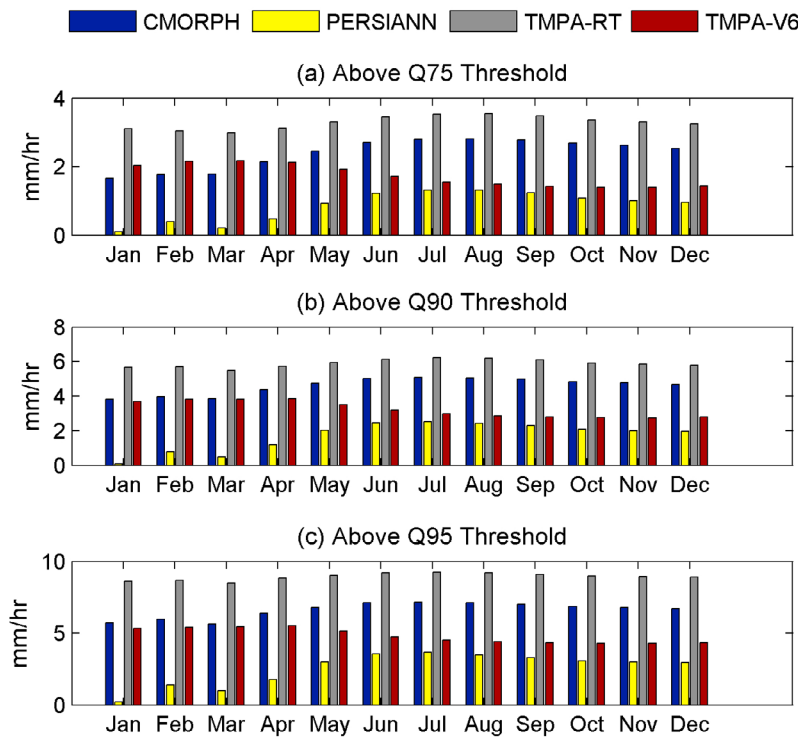 CMORPH PERSIANN TMPA-RT TMPA-V6
(a) Above Q75 Threshold
mm/hr
4
2
0
Jan Feb Mar Apr May Jun Jul Aug Sep Oct Nov Dec
(b) Above Q90 Threshold
mm/hr
8
6
4
2
0
Jan Feb Mar Apr May Jun Jul Aug Sep Oct Nov Dec
(c) Above Q95 Threshold
mm/hr
10
5
0
Jan Feb Mar Apr May Jun Jul Aug Sep Oct Nov Dec